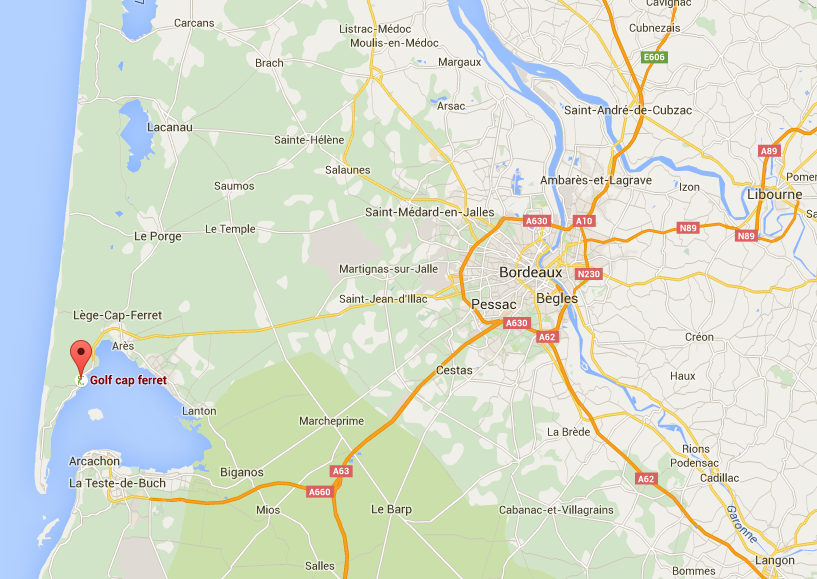 Cavignac
Carcans
Listrac-Médoc
Cubnezais
Moulis-en-Médoc
E606
Brach
Margaux
Arsac
Saint-André-de-Cubzac
Lacanau
Sainte-Hélène
A89
Salaunes
Pomer
Saumos
Ambarès-et-Lagrave
Izon
Libourne
Saint-Médard-en-Jalles
A630
A10
Le Temple
N89
Le Porge
N89
Martignas-sur-Jalle
Bordeaux
N230
Saint-Jean-d'Illac
Pessac
Bègles
Lège-Cap-Ferret
A630
A62
Créon
Arès
Golf cap ferret
Cestas
Haux
Lanton
Marcheprime
La Brède
Arcachon
Rions
Biganos
A63
Podensac
La Teste-de-Buch
A660
A62
Cadillac
Mios
Le Barp
Cabanac-et-Villagrains
Garonne
Salles
Langon
Bommes